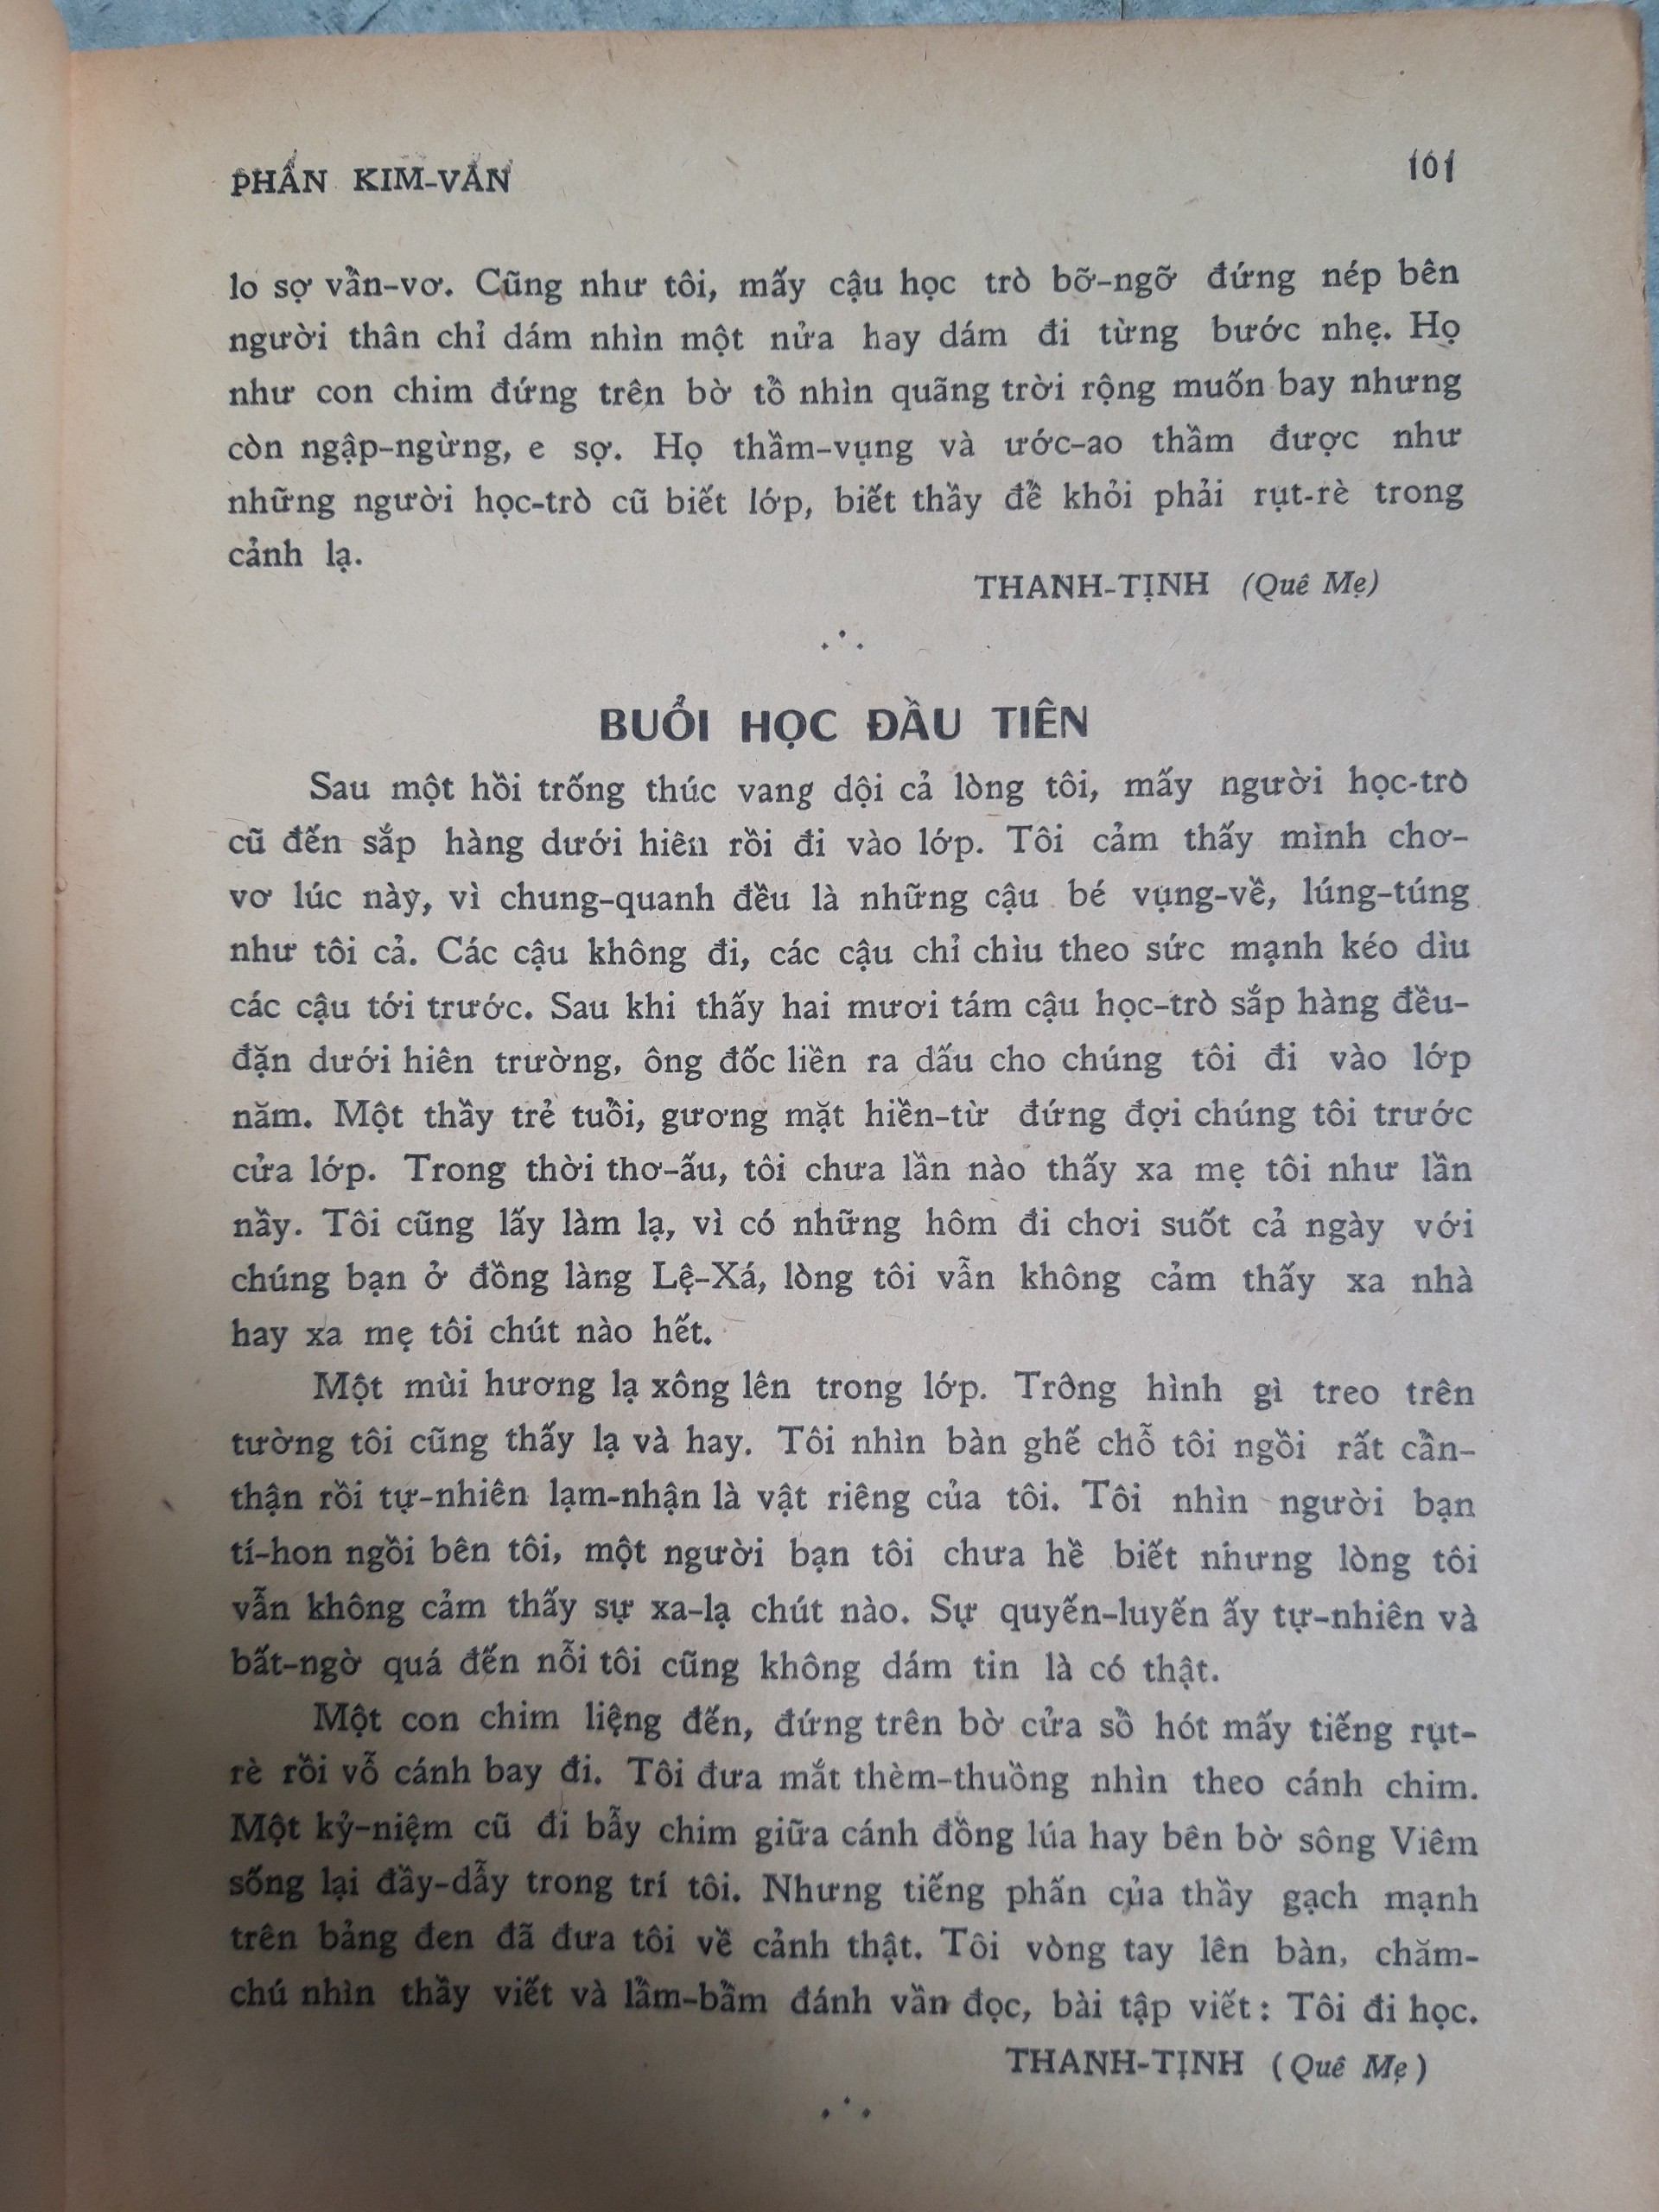 PHẦN KIM-VĂN 101
lo sợ vẩn-vơ. Cũng như tôi, mấy cậu học trò bỡ-ngỡ đứng nép bên
người thân chỉ dám nhìn một nửa hay dám đi từng bước nhẹ. Họ
như con chim đứng trên bờ tổ nhìn quãng trời rộng muốn bay nhưng
còn ngập-ngừng, e sợ. Họ thầm-vụng và ước-ao thầm được như
những người học-trò cũ biết lớp, biết thầy để khỏi phải rụt-rè trong
cảnh lạ.
THANH-TỊNH (Quê Mẹ)
BUỔI HỌC ĐẦU TIÊN
Sau một hồi trống thúc vang dội cả lòng tôi, mấy người học-trò
cũ đến sắp hàng dưới hiên rồi đi vào lớp. Tôi cảm thấy mình chơ-
vơ lúc này, vì chung-quanh đều là những cậu bé vụng-về, lúng-túng
như tôi cả. Các cậu không đi, các cậu chỉ chìu theo sức mạnh kéo dìu
các cậu tới trước. Sau khi thấy hai mươi tám cậu học-trò sắp hàng đều-
đặn dưới hiên trường, ông đốc liền ra dấu cho chúng tôi đi vào lớp
năm. Một thầy trẻ tuổi, gương mặt hiền-từ đứng đợi chúng tôi trước
cửa lớp. Trong thời thơ-ấu, tôi chưa lần nào thấy xa mẹ tôi như lần
nầy. Tôi cũng lấy làm lạ, vì có những hôm đi chơi suốt cả ngày với
chúng bạn ở đồng làng Lệ-Xá, lòng tôi vẫn không cảm thấy xa nhà
hay xa mẹ tôi chút nào hết.
Một mùi hương lạ xông lên trong lớp. Trông hình gì treo trên
tường tôi cũng thấy lạ và hay. Tôi nhìn bàn ghế chỗ tôi ngồi rất cẩn-
thận rồi tự-nhiên lạm-nhận là vật riêng của tôi. Tôi nhìn người bạn
tí-hon ngồi bên tôi, một người bạn tôi chưa hề biết nhưng lòng tôi
vẫn không cảm thấy sự xa-lạ chút nào. Sự quyến-luyến ấy tự-nhiên và
bất-ngờ quá đến nỗi tôi cũng không dám tin là có thật.
Một con chim liệng đến, đứng trên bờ cửa sổ hót mấy tiếng rụt-
rè rồi vỗ cánh bay đi. Tôi đưa mắt thèm-thuồng nhìn theo cánh chim.
Một kỷ-niệm cũ đi bẫy chim giữa cánh đồng lúa hay bên bờ sông Viêm
sống lại đầy-dẫy trong trí tôi. Nhưng tiếng phấn của thầy gạch mạnh
trên bảng đen đã đưa tôi về cảnh thật. Tôi vòng tay lên bàn, chăm-
chú nhìn thầy viết và lẩm-bẩm đánh vần đọc, bài tập viết: Tôi đi học.
THANH-TỊNH (Quê Mẹ)